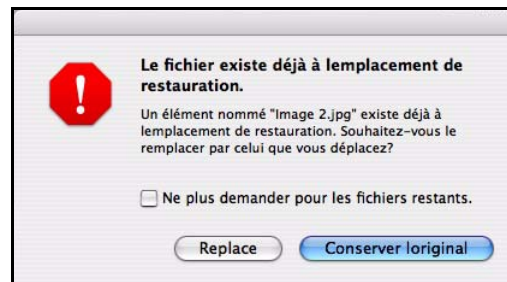 Le fichier existe déjà à lemplacement de
restauration.
Un élément nommé "Image 2.jpg" existe déjà à
lemplacement de restauration. Souhaitez-vous le
remplacer par celui que vous déplacez?
Ne plus demander pour les fichiers restants.
Replace
Conserver loriginal